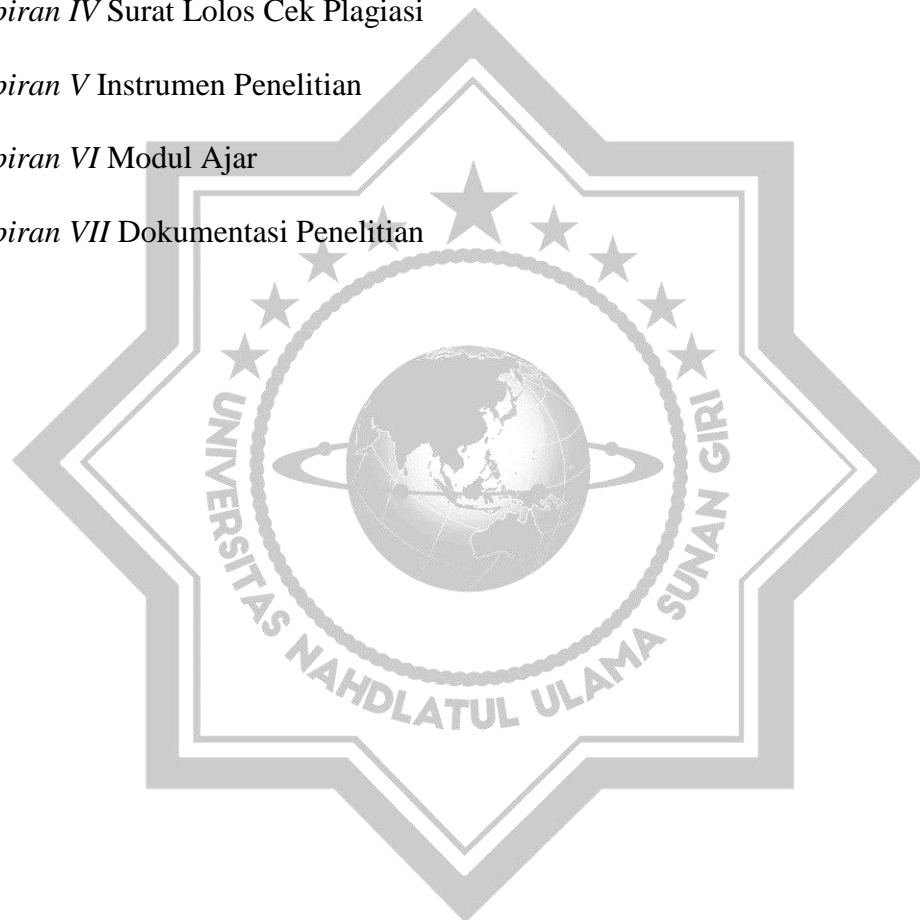 piran IV Surat Lolos Cek Plagiasi
piran V Instrumen Penelitian
piran VI Modul Ajar
piran VII Dokumentasi Penelitian
UNIVERSITAS NAHDLATUL ULAMA SUNAN GIRI